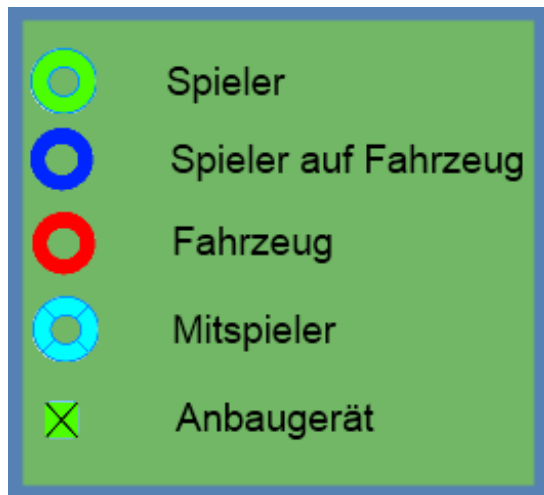 Spieler
Spieler auf Fahrzeug
Fahrzeug
Mitspieler
Anbaugerät